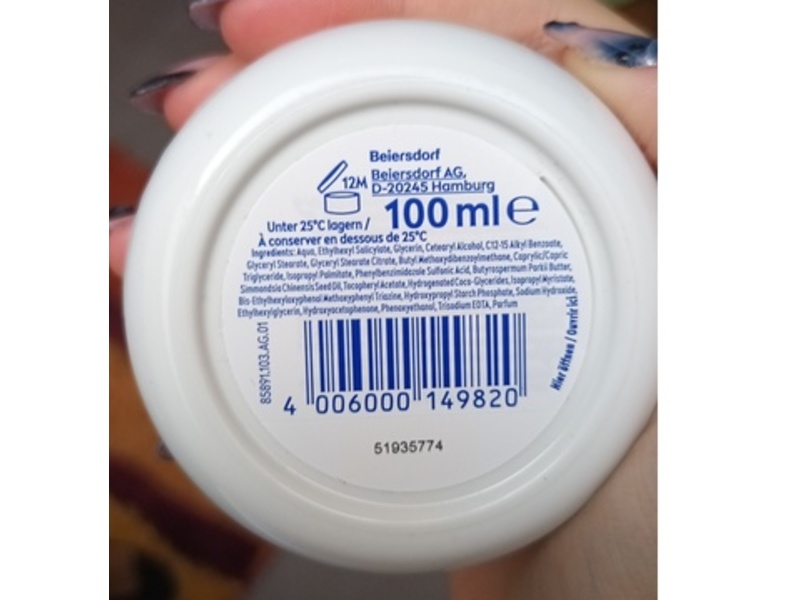 Beiersdorf
12M
Beiersdorf AG,
D-20245 Hamburg
100 ml e
Unter 25°C lagern /
À conserver en dessous de 25°C
Ingredients: Aqua, Ethylhexyl Salicylate, Glycerin, Cetearyl Alcohol, C12-15 Alkyl Benzoate,
Glyceryl Stearate, Glyceryl Stearate Citrate, Butyl Methoxydibenzoylmethane, Caprylic/Capric
Triglyceride, Isopropyl Palmitate, Phenylbenzimidazole Sulfonic Acid, Butyrospermum Parkii Butter,
Simmondsia Chinensis Seed Oil, Tocopheryl Acetate, Hydrogenated Coco-Glycerides, Isopropyl Myristate,
Bis-Ethylhexyloxyphenol Methoxyphenyl Triazine, Hydroxypropyl Starch Phosphate, Sodium Hydroxide,
Ethylhexylglycerin, Hydroxyacetophenone, Phenoxyethanol, Trisodium EDTA, Parfum
85891.103.AG.01
Hier öffnen / Ouvrir ici.
4 006000 149820
51935774